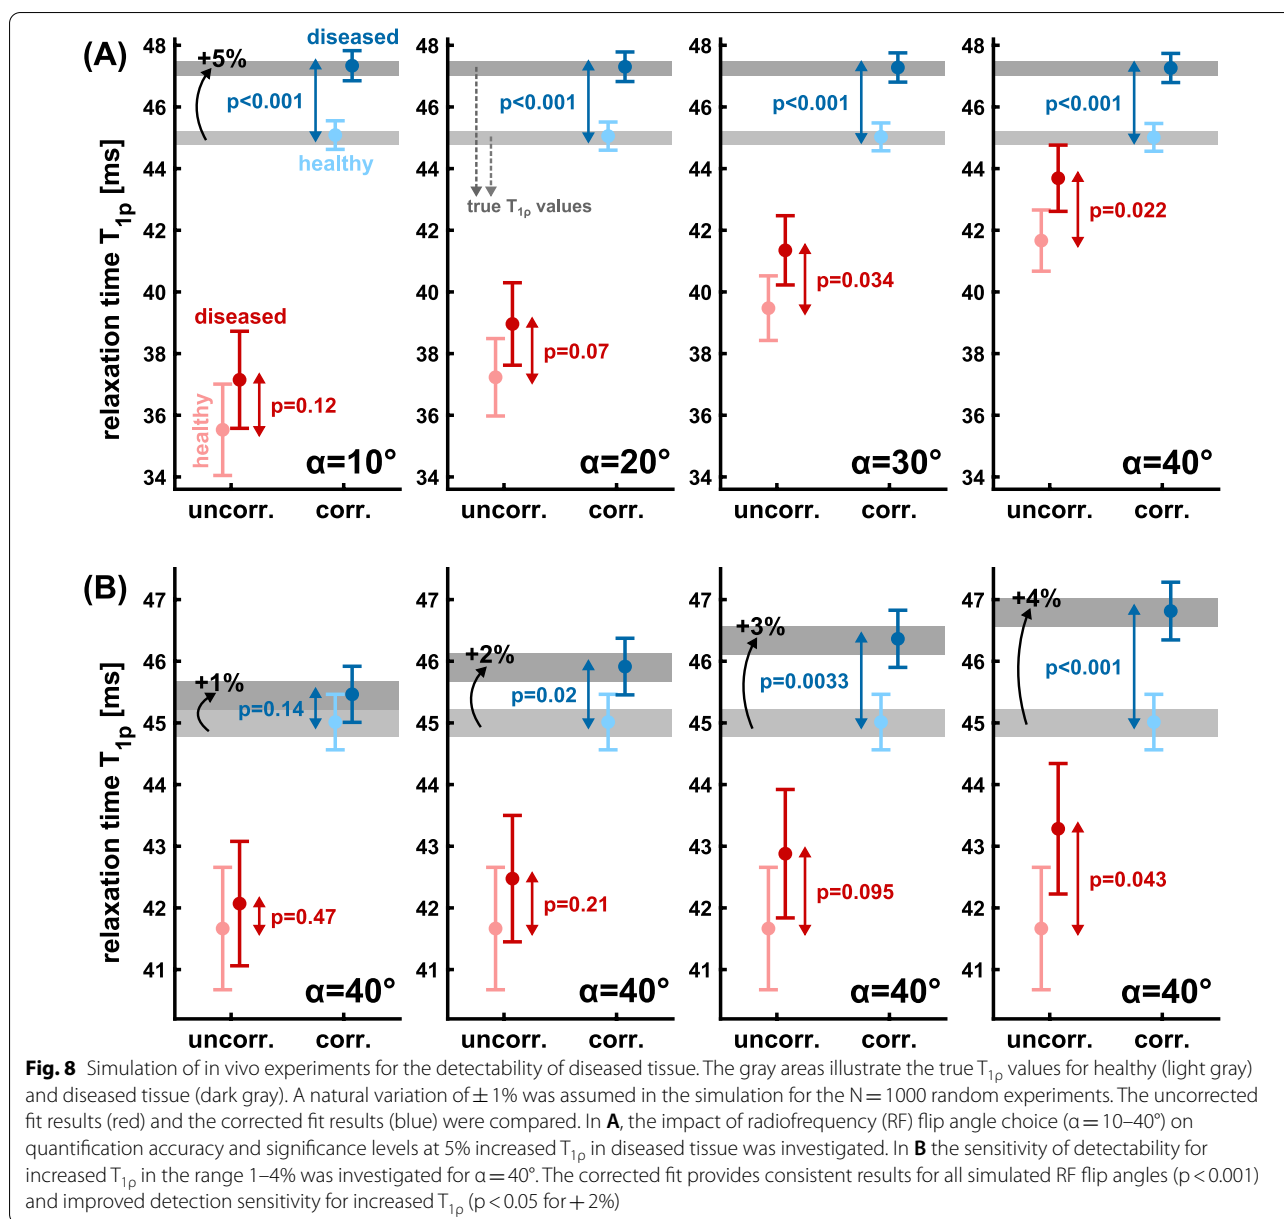 (A)
relaxation time T1ρ [ms]
48
46
44
42
40
38
36
34
+5%
diseased
p<0.001
healthy
diseased
healthy
p=0.12
α=10°
uncorr. corr.
48
46
44
42
40
38
36
34
p<0.001
true T1ρ values
p=0.07
α=20°
uncorr. corr.
48
46
44
42
40
38
36
34
p<0.001
p=0.034
α=30°
uncorr. corr.
48
46
44
42
40
38
36
34
p<0.001
p=0.022
α=40°
uncorr. corr.
(B)
relaxation time T1ρ [ms]
47
46
45
44
43
42
41
+1%
p=0.14
p=0.47
α=40°
uncorr. corr.
47
46
45
44
43
42
41
+2%
p=0.02
p=0.21
α=40°
uncorr. corr.
47
46
45
44
43
42
41
+3%
p=0.0033
p=0.095
α=40°
uncorr. corr.
47
46
45
44
43
42
41
+4%
p<0.001
p=0.043
α=40°
uncorr. corr.
Fig. 8 Simulation of in vivo experiments for the detectability of diseased tissue. The gray areas illustrate the true T1ρ values for healthy (light gray)
and diseased tissue (dark gray). A natural variation of ± 1% was assumed in the simulation for the N = 1000 random experiments. The uncorrected
fit results (red) and the corrected fit results (blue) were compared. In A, the impact of radiofrequency (RF) flip angle choice (α = 10–40°) on
quantification accuracy and significance levels at 5% increased T1ρ in diseased tissue was investigated. In B the sensitivity of detectability for
increased T1ρ in the range 1–4% was investigated for α = 40°. The corrected fit provides consistent results for all simulated RF flip angles (p < 0.001)
and improved detection sensitivity for increased T1ρ (p < 0.05 for + 2%)